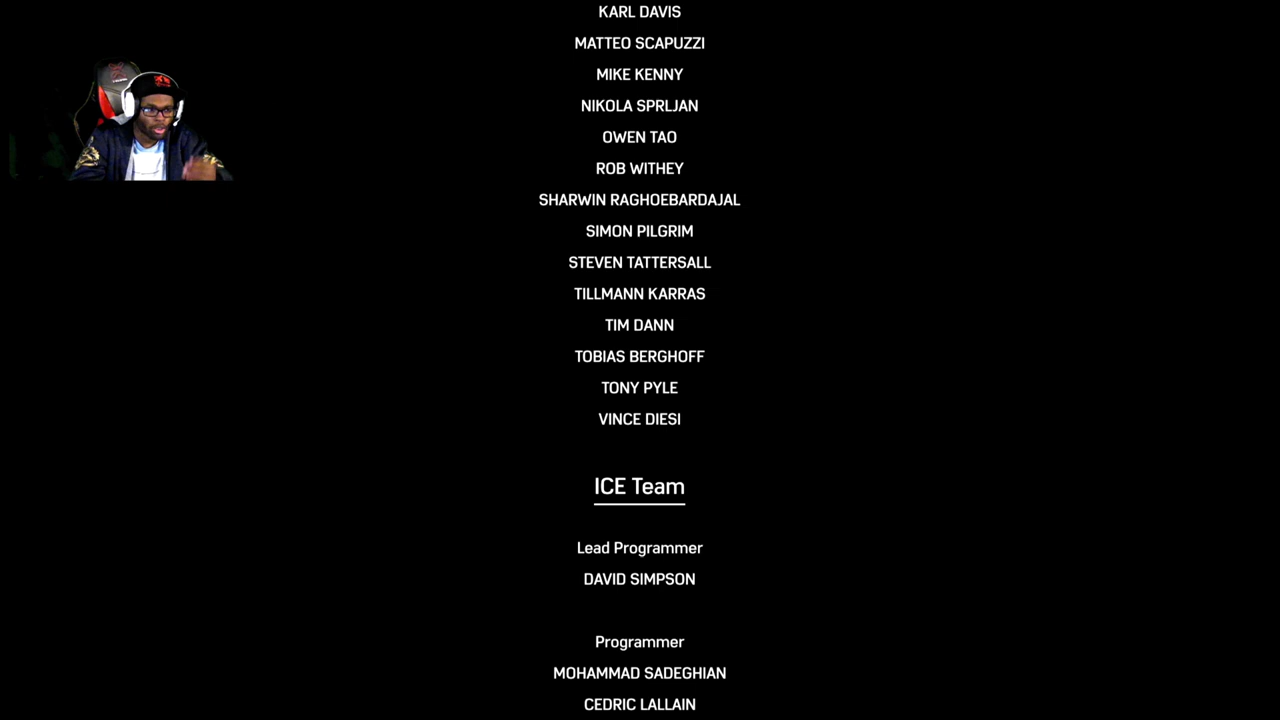 KARL DAVIS
MATTEO SCAPUZZI
MIKE KENNY
NIKOLA SPRLJAN
OWEN TAO
ROB WITHEY
SHARWIN RAGHOEBARDAJAL
SIMON PILGRIM
STEVEN TATTERSALL
TILLMANN KARRAS
TIM DANN
TOBIAS BERGHOFF
TONY PYLE
VINCE DIESI
ICE Team
Lead Programmer
DAVID SIMPSON
Programmer
MOHAMMAD SADEGHIAN
CEDRIC LALLAIN